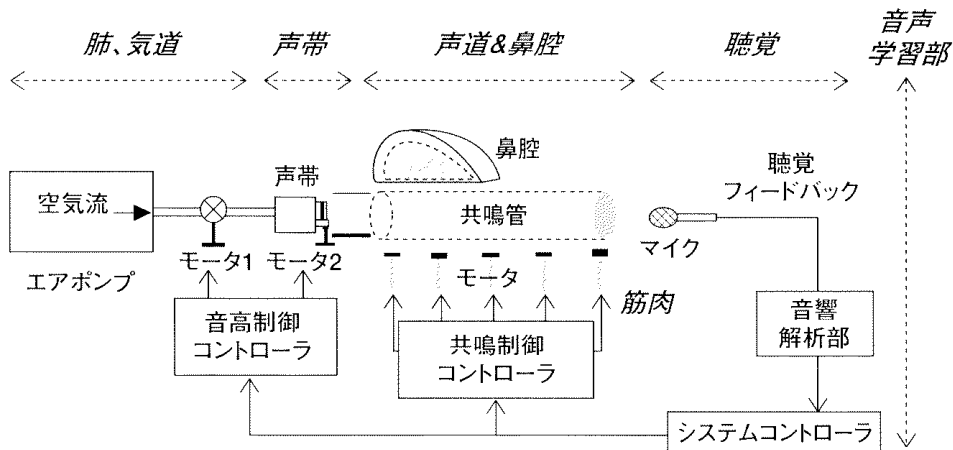 肺、気道
声帯
声道&鼻腔
聴覚
音声
学習部
鼻腔
声帯
空気流
共鳴管
聴覚
フィードバック
マイク
エアポンプ
モータ1
モータ2
モータ
筋肉
音高制御
コントローラ
共鳴制御
コントローラ
音響
解析部
システムコントローラ